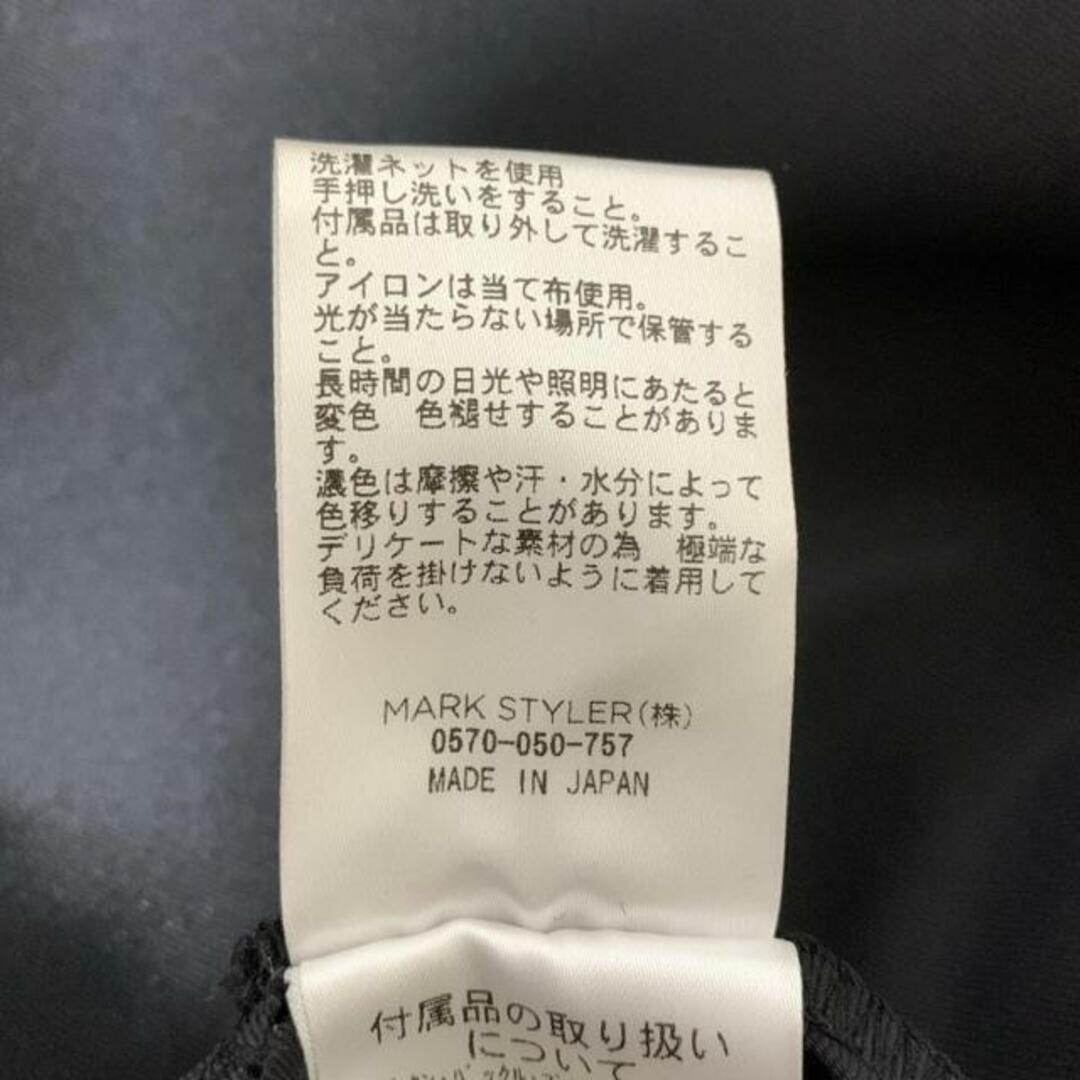 洗濯ネットを使用
手押し洗いをすること。
付属品は取り外して洗濯するこ
と。
アイロンは当て布使用。
光が当たらない場所で保管する
こと。
長時間の日光や照明にあたると
変色　色褪せすることがありま
す。
濃色は摩擦や汗・水分によって
色移りすることがあります。
デリケートな素材の為　極端な
負荷を掛けないように着用して
ください。
MARK STYLER(株)
0570-050-757
MADE IN JAPAN
付属品の取り扱い
について